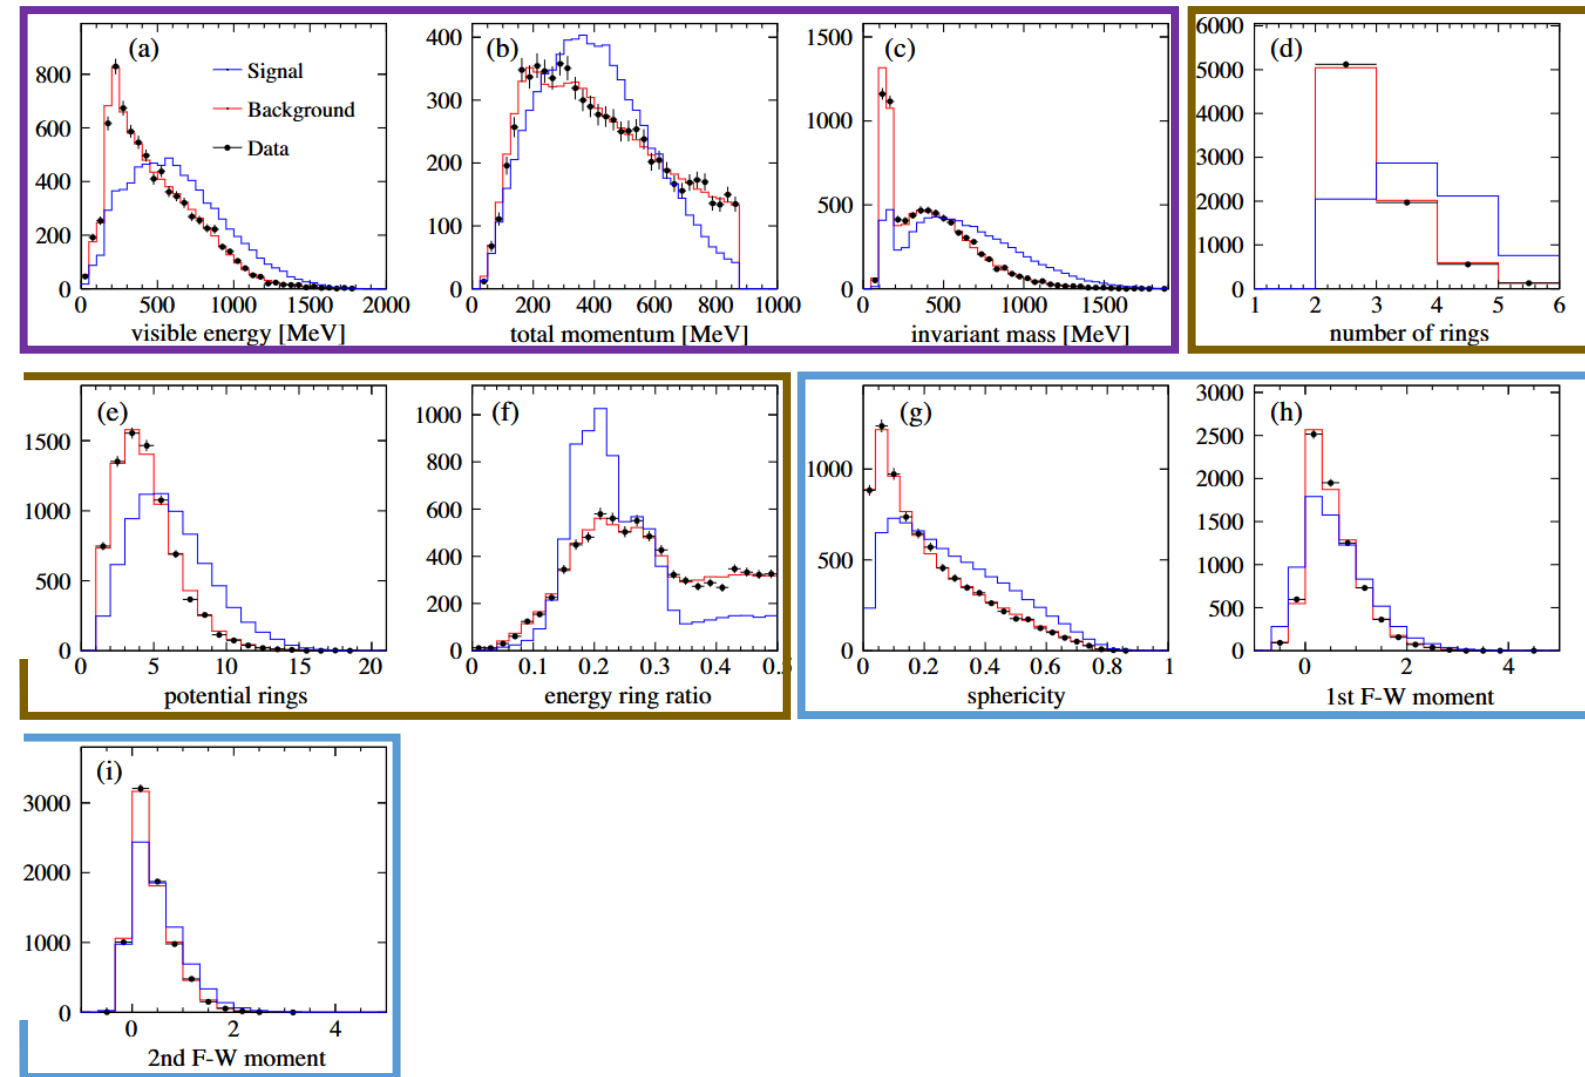 (a)
Signal
Background
Data
800
600
400
200
0
0 500 1000 1500 2000
visible energy [MeV]
(b)
400
300
200
100
0
0 200 400 600 800 1000
total momentum [MeV]
(c)
1500
1000
500
0
0 500 1000 1500
invariant mass [MeV]
(d)
6000
5000
4000
3000
2000
1000
0
1 2 3 4 5 6
number of rings
(e)
1500
1000
500
0
0 5 10 15 20
potential rings
(f)
1000
800
600
400
200
0
0 0.1 0.2 0.3 0.4 0.5
energy ring ratio
(g)
1000
500
0
0 0.2 0.4 0.6 0.8 1
sphericity
(h)
3000
2500
2000
1500
1000
500
0
0 2 4
1st F-W moment
(i)
3000
2000
1000
0
0 2 4
2nd F-W moment